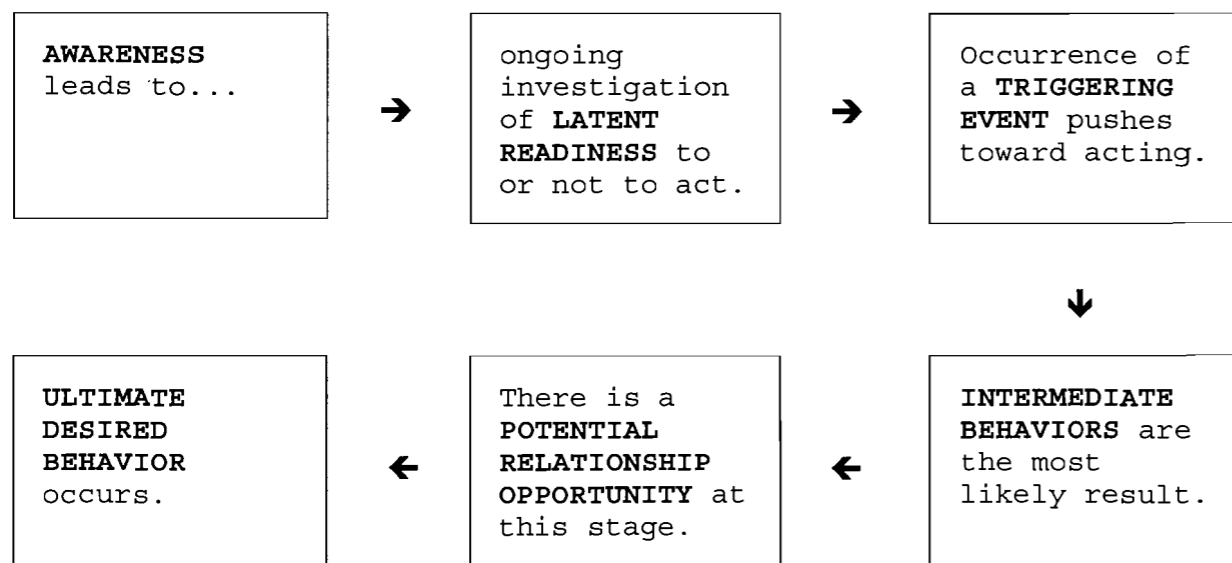 AWARENESS
leads to...
ongoing
investigation
of LATENT
READINESS to
or not to act.
Occurrence of
a TRIGGERING
EVENT pushes
toward acting.
INTERMEDIATE
BEHAVIORS are
the most
likely result.
There is a
POTENTIAL
RELATIONSHIP
OPPORTUNITY at
this stage.
ULTIMATE
DESIRED
BEHAVIOR
occurs.